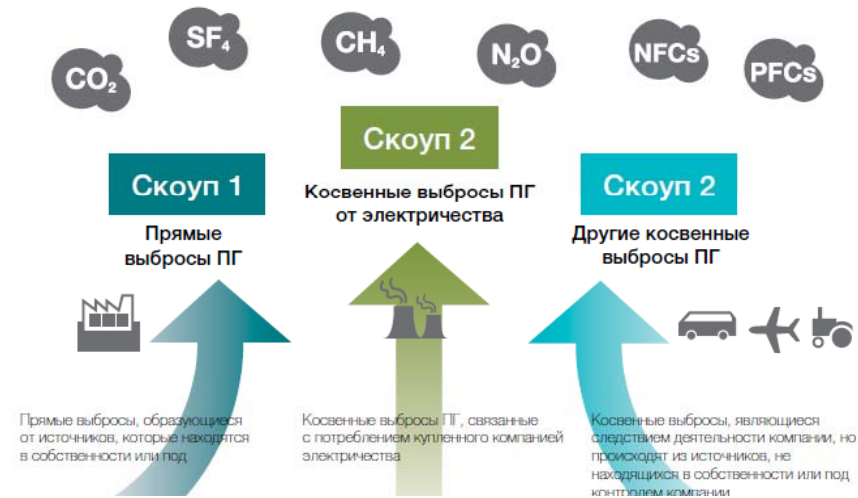 CO₂
SF₄
CH₄
N₂O
NFCs
PFCs
Скоуп 1
Прямые
выбросы ПГ
Скоуп 2
Косвенные выбросы ПГ
от электричества
Скоуп 2
Другие косвенные
выбросы ПГ
Прямые выбросы, образующиеся
от источников, которые находятся
в собственности или под
Косвенные выбросы ПГ, связанные
с потреблением купленного компанией
электричества
Косвенные выбросы, являющиеся
следствием деятельности компании, но
происходят из источников, не
находящихся в собственности или под
контролем компании